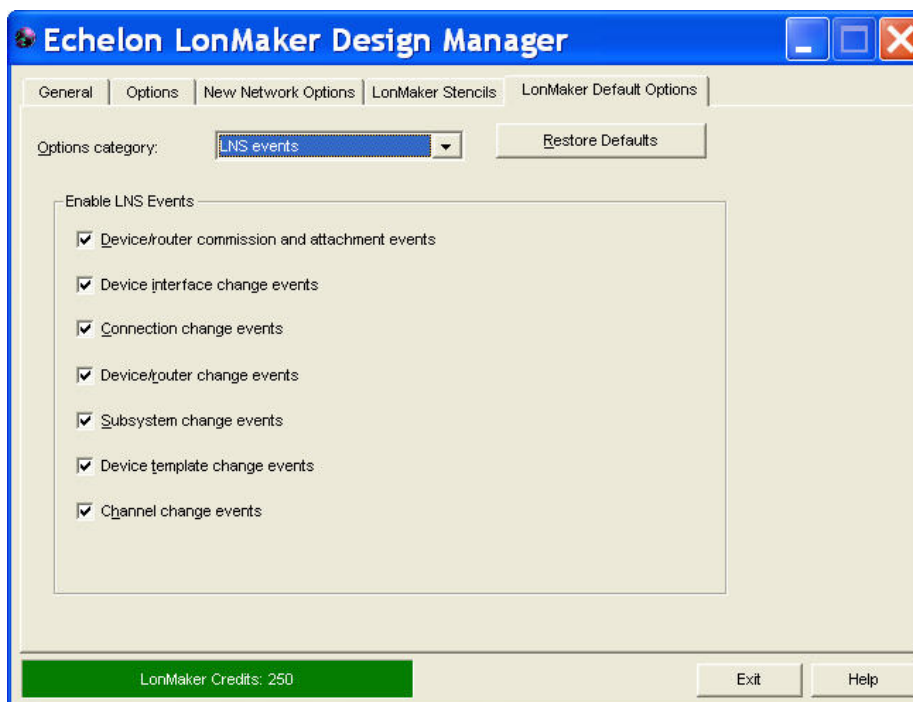 Echelon LonMaker Design Manager
General Options New Network Options LonMaker Stencils LonMaker Default Options
Options category: LNS events Restore Defaults
Enable LNS Events
Device/router commission and attachment events
Device interface change events
Connection change events
Device/router change events
Subsystem change events
Device template change events
Channel change events
LonMaker Credits: 250 Exit Help